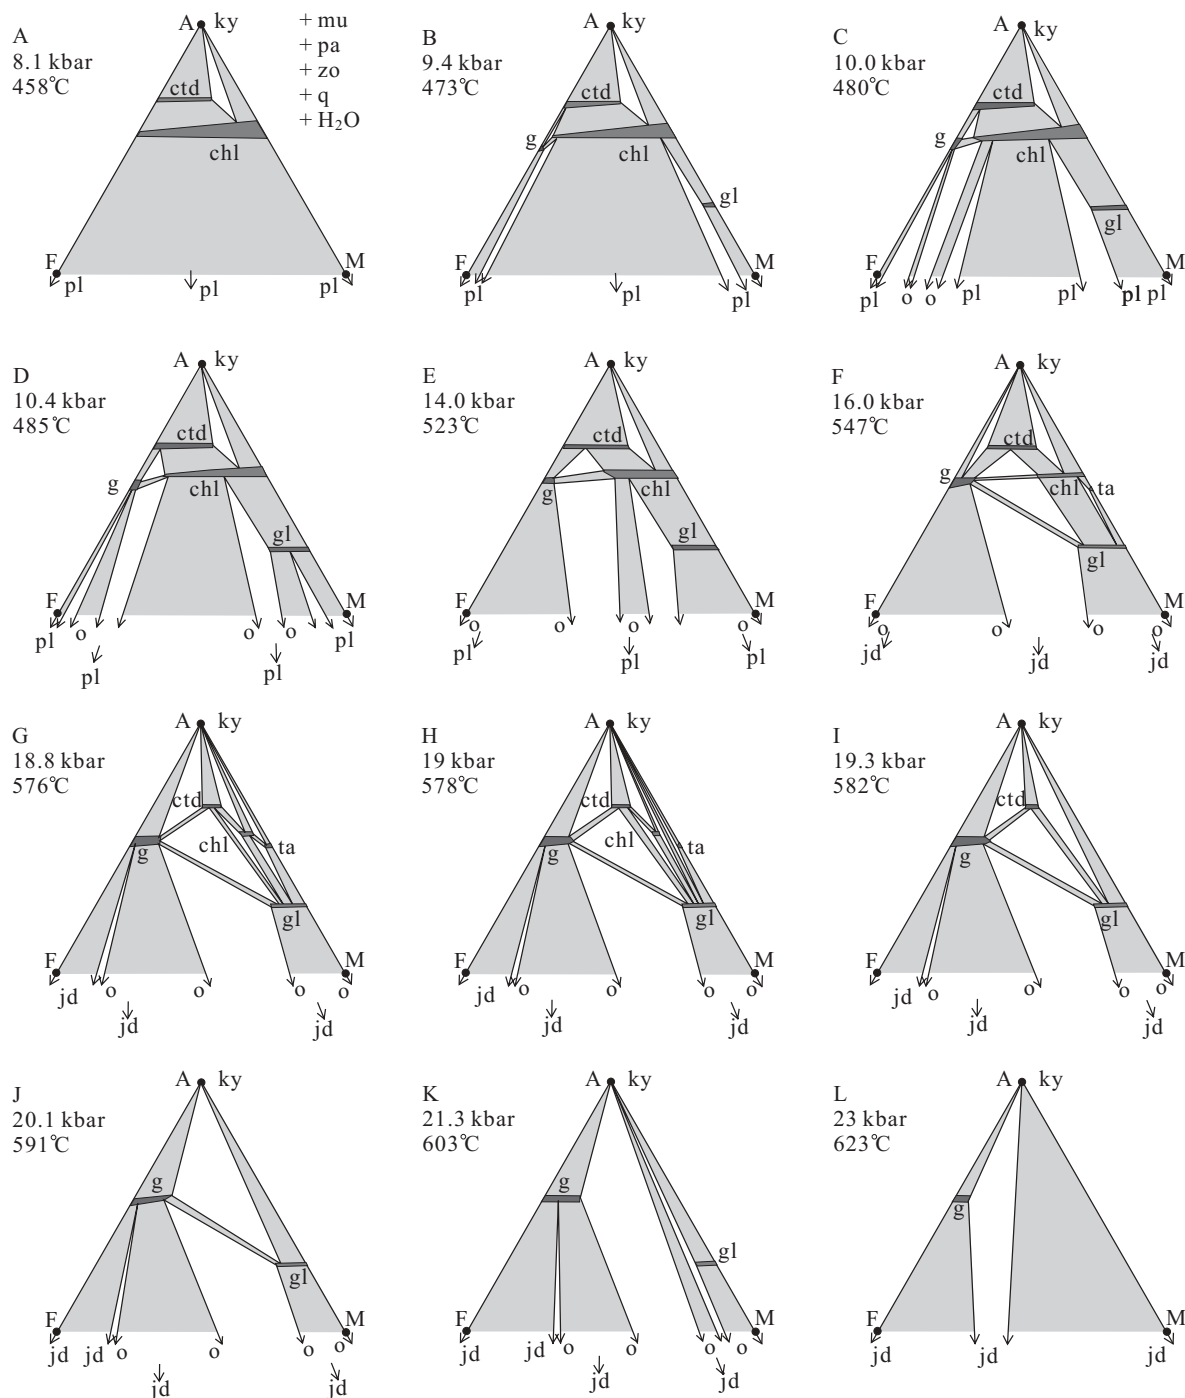 A
8.1 kbar
458℃
A ky
+ mu
+ pa
+ zo
+ q
+ H₂O
ctd
chl
F M
pl pl pl
B
9.4 kbar
473℃
A ky
ctd
g
chl
gl
F M
pl pl pl
C
10.0 kbar
480℃
A ky
ctd
g
chl
gl
F M
pl o o pl pl pl pl
D
10.4 kbar
485℃
A ky
ctd
g
chl
gl
F M
pl o o o pl
pl pl
E
14.0 kbar
523℃
A ky
ctd
g
chl
gl
F M
o o o o
pl pl pl
F
16.0 kbar
547℃
A ky
ctd
g
chl ta
gl
F M
o o o o
jd jd jd
G
18.8 kbar
576℃
A ky
ctd
chl ta
g
gl
F M
jd o o o o
jd jd
H
19 kbar
578℃
A ky
ctd
chl ta
g
gl
F M
jd o o o o
jd jd
I
19.3 kbar
582℃
A ky
ctd
g
gl
F M
jd o o o o
jd jd
J
20.1 kbar
591℃
A ky
g
gl
F M
jd jd o o o o
jd jd
K
21.3 kbar
603℃
A ky
g
gl
F M
jd jd o o o o
jd jd
L
23 kbar
623℃
A ky
g
F M
jd jd jd